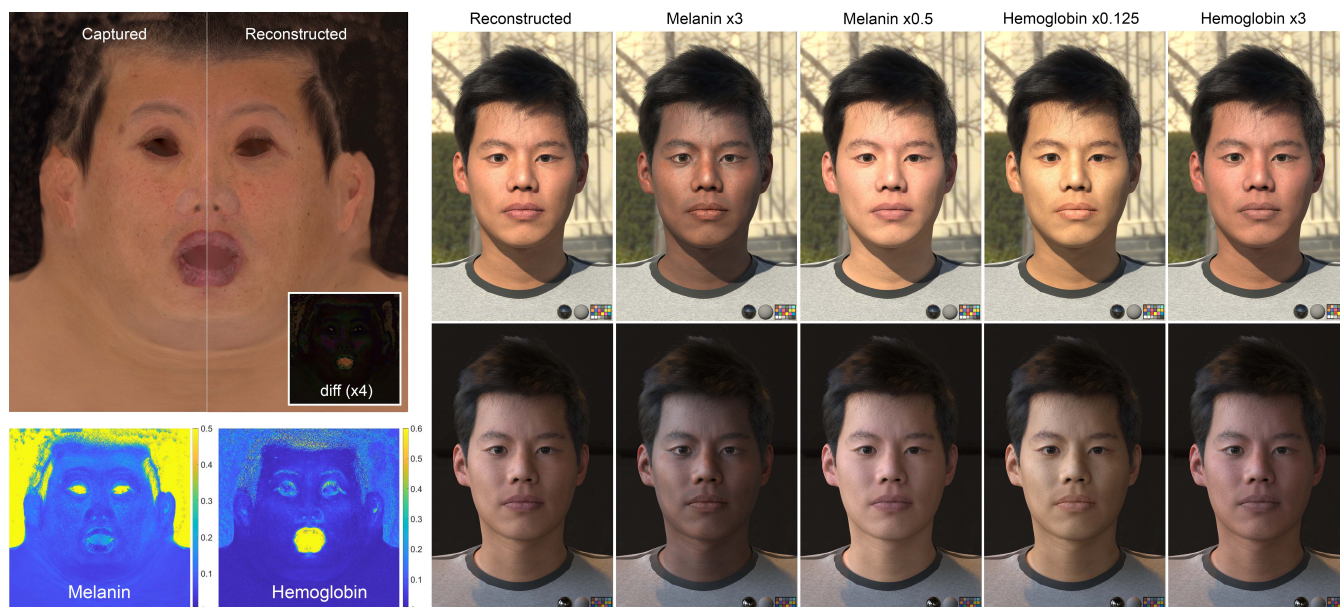 Captured
Reconstructed
diff (x4)
0.5
0.4
0.3
0.2
0.1
Melanin
0.6
0.5
0.4
0.3
0.2
0.1
Hemoglobin
Reconstructed
Melanin x3
Melanin x0.5
Hemoglobin x0.125
Hemoglobin x3